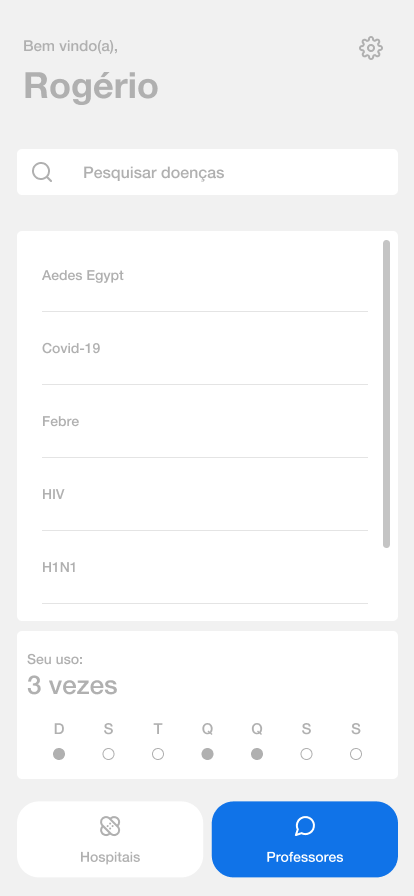 Bem vindo(a),
Rogério
Pesquisar doenças
Aedes Egypt
Covid-19
Febre
HIV
H1N1
Seu uso:
3 vezes
D S T Q Q S S
Hospitais
Professores